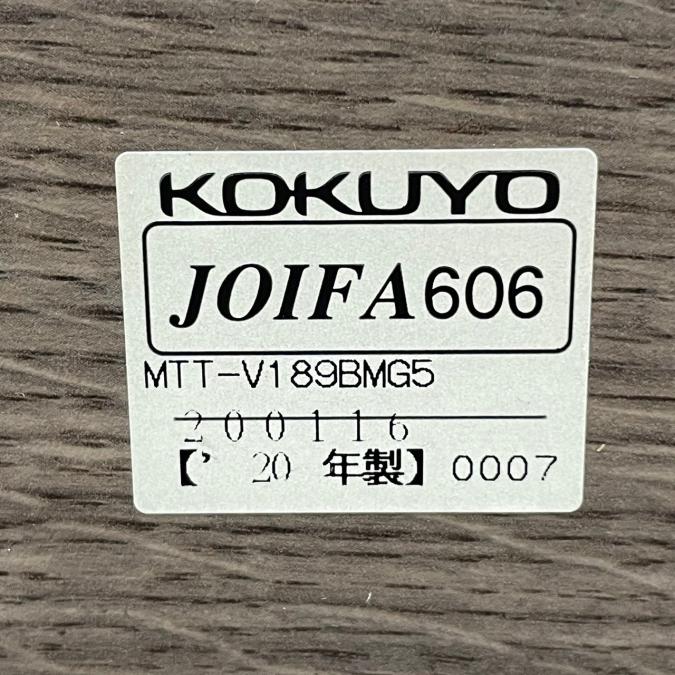 KOKUYO
JOIFA606
MTT-V189BMG5
200116
【’20 年製】 0007